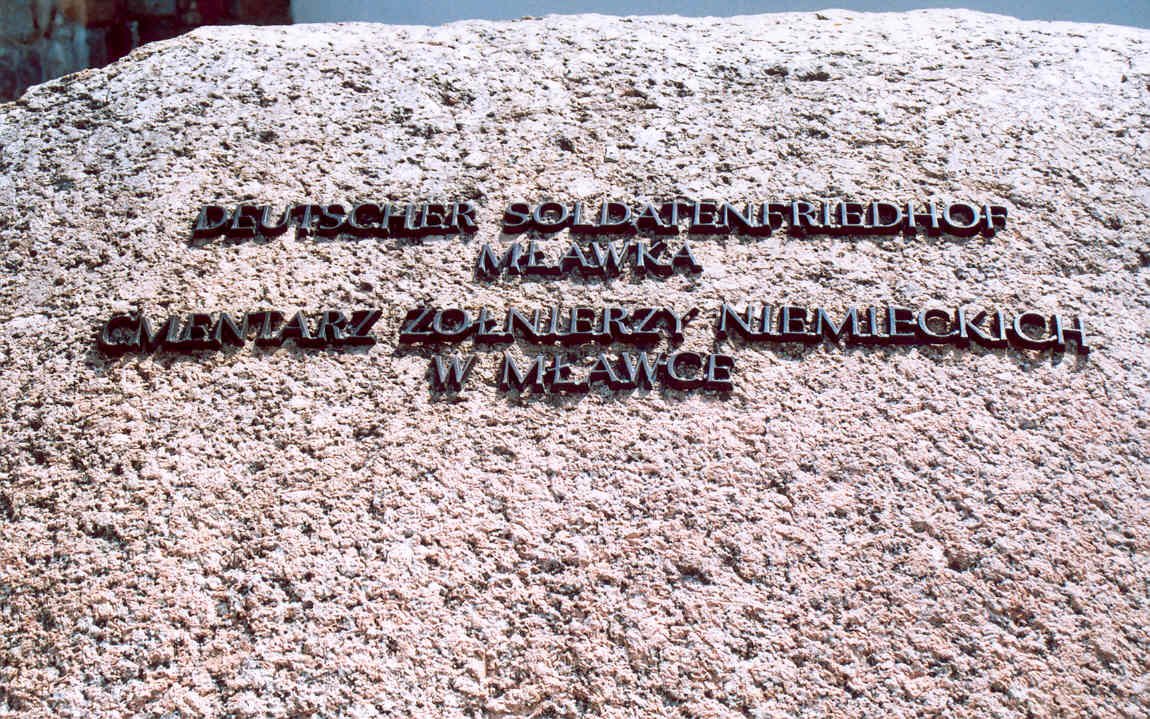 DEUTSCHER SOLDATENFRIEDHOF
MŁAWKA
CMENTARZ ŻOŁNIERZY NIEMIECKICH
W MŁAWCE